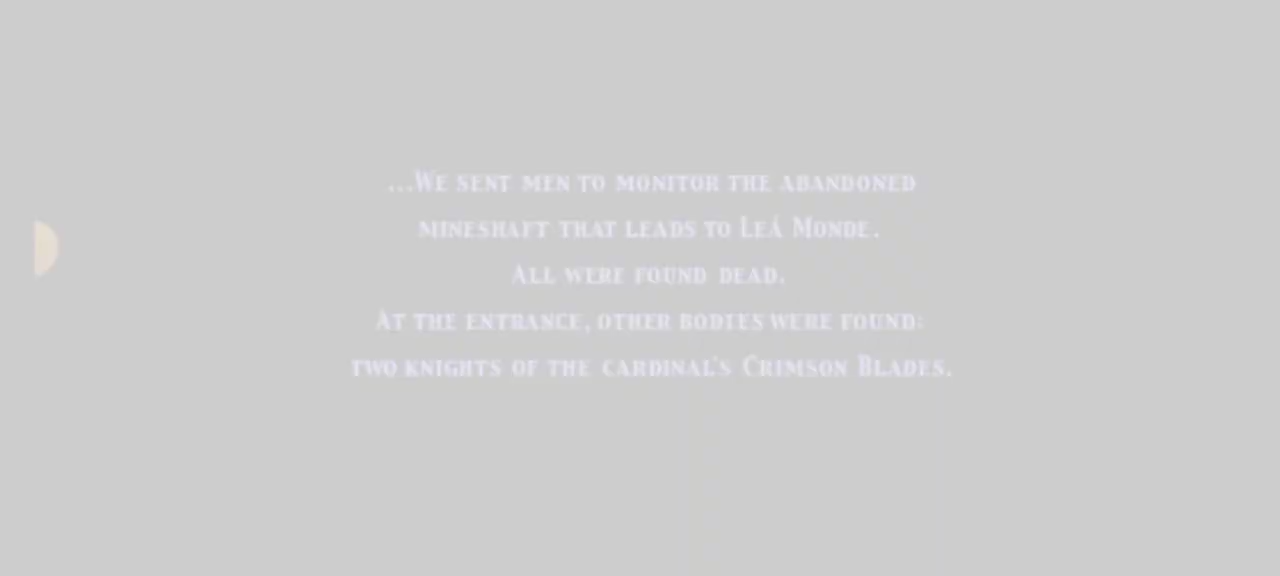 ...We sent men to monitor the abandoned
mineshaft that leads to Leá Monde.
All were found dead.
At the entrance, other bodies were found:
two knights of the cardinal's Crimson Blades.